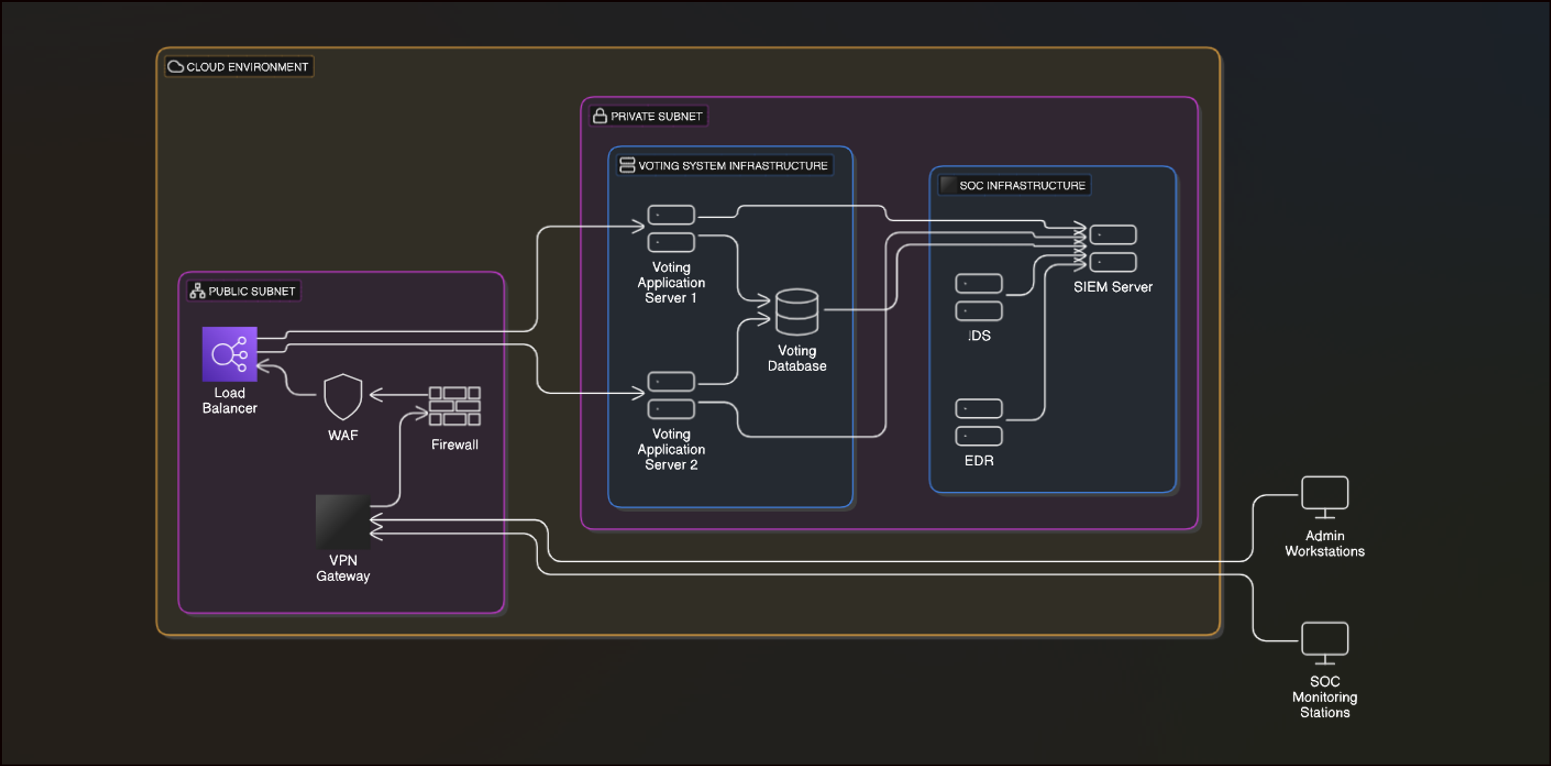 CLOUD ENVIRONMENT
PRIVATE SUBNET
VOTING SYSTEM INFRASTRUCTURE
SOC INFRASTRUCTURE
Voting
Application
Server 1
SIEM Server
PUBLIC SUBNET
IDS
Voting
Database
Load
Balancer
WAF
Firewall
Voting
Application
Server 2
EDR
VPN
Gateway
Admin
Workstations
SOC
Monitoring
Stations